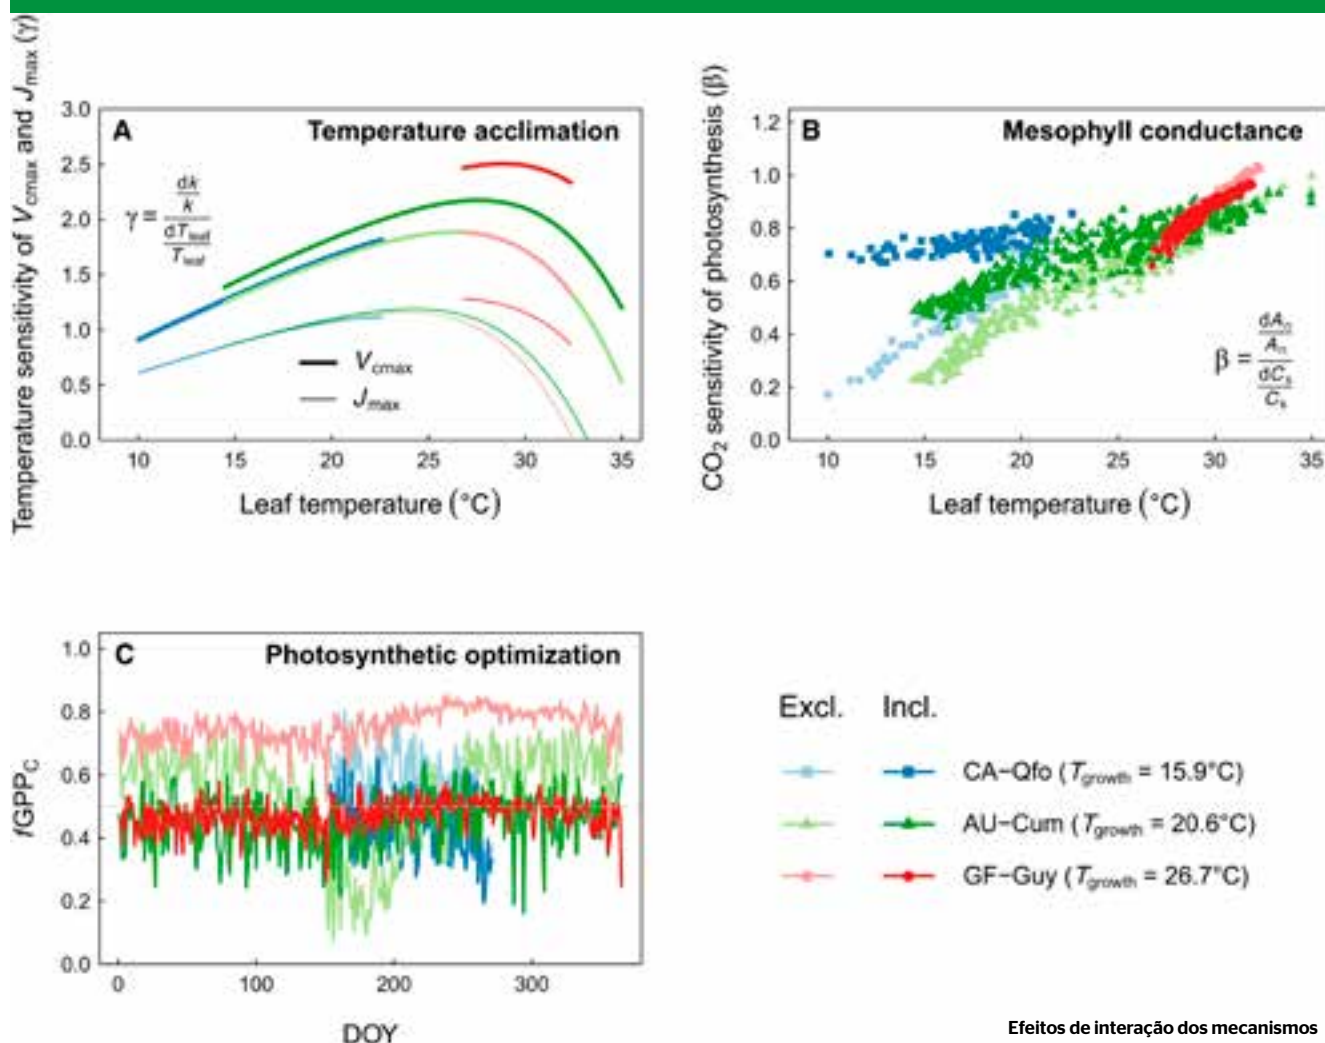 Temperature sensitivity of Vcmax and Jmax (γ)
3.0
2.5
2.0
1.5
1.0
0.5
0.0
A
Temperature acclimation
γ = dk/k / dTleaf/Tleaf
Vcmax
Jmax
10 15 20 25 30 35
Leaf temperature (°C)
CO2 sensitivity of photosynthesis (β)
1.2
1.0
0.8
0.6
0.4
0.2
0.0
B
Mesophyll conductance
β = dAn/An / dCs/Cs
10 15 20 25 30 35
Leaf temperature (°C)
fGPPC
1.0
0.8
0.6
0.4
0.2
0.0
C
Photosynthetic optimization
0 100 200 300
DOY
Excl. Incl.
CA−Qfo (Tgrowth = 15.9°C)
AU−Cum (Tgrowth = 20.6°C)
GF−Guy (Tgrowth = 26.7°C)
Efeitos de interação dos mecanismos